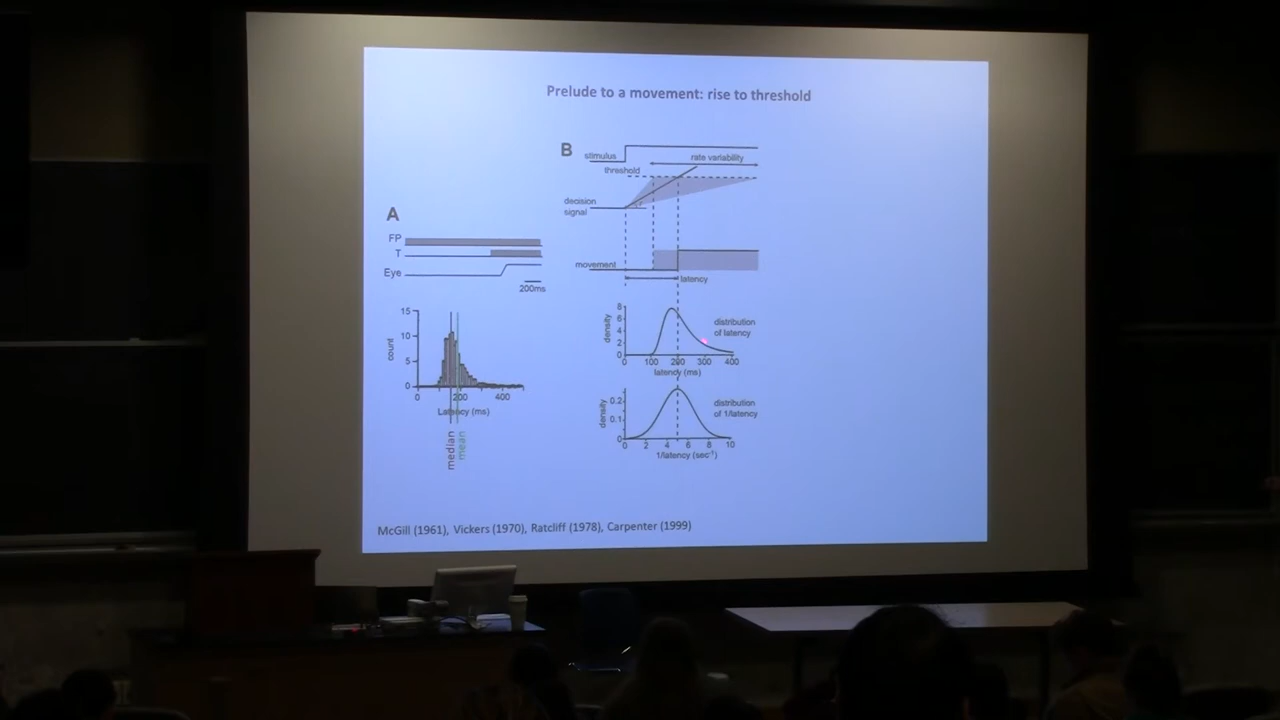 Prelude to a movement: rise to threshold
A
FP
T
Eye
200ms
15
10
5
0
count
0 200 400
Latency (ms)
median
mean
B
stimulus
rate variability
threshold
decision
signal
movement
latency
8
6
4
2
0
density
distribution
of latency
0 100 200 300 400
latency (ms)
0.2
0.1
0
density
distribution
of 1/latency
0 2 4 6 8 10
1/latency (sec⁻¹)
McGill (1961), Vickers (1970), Ratcliff (1978), Carpenter (1999)